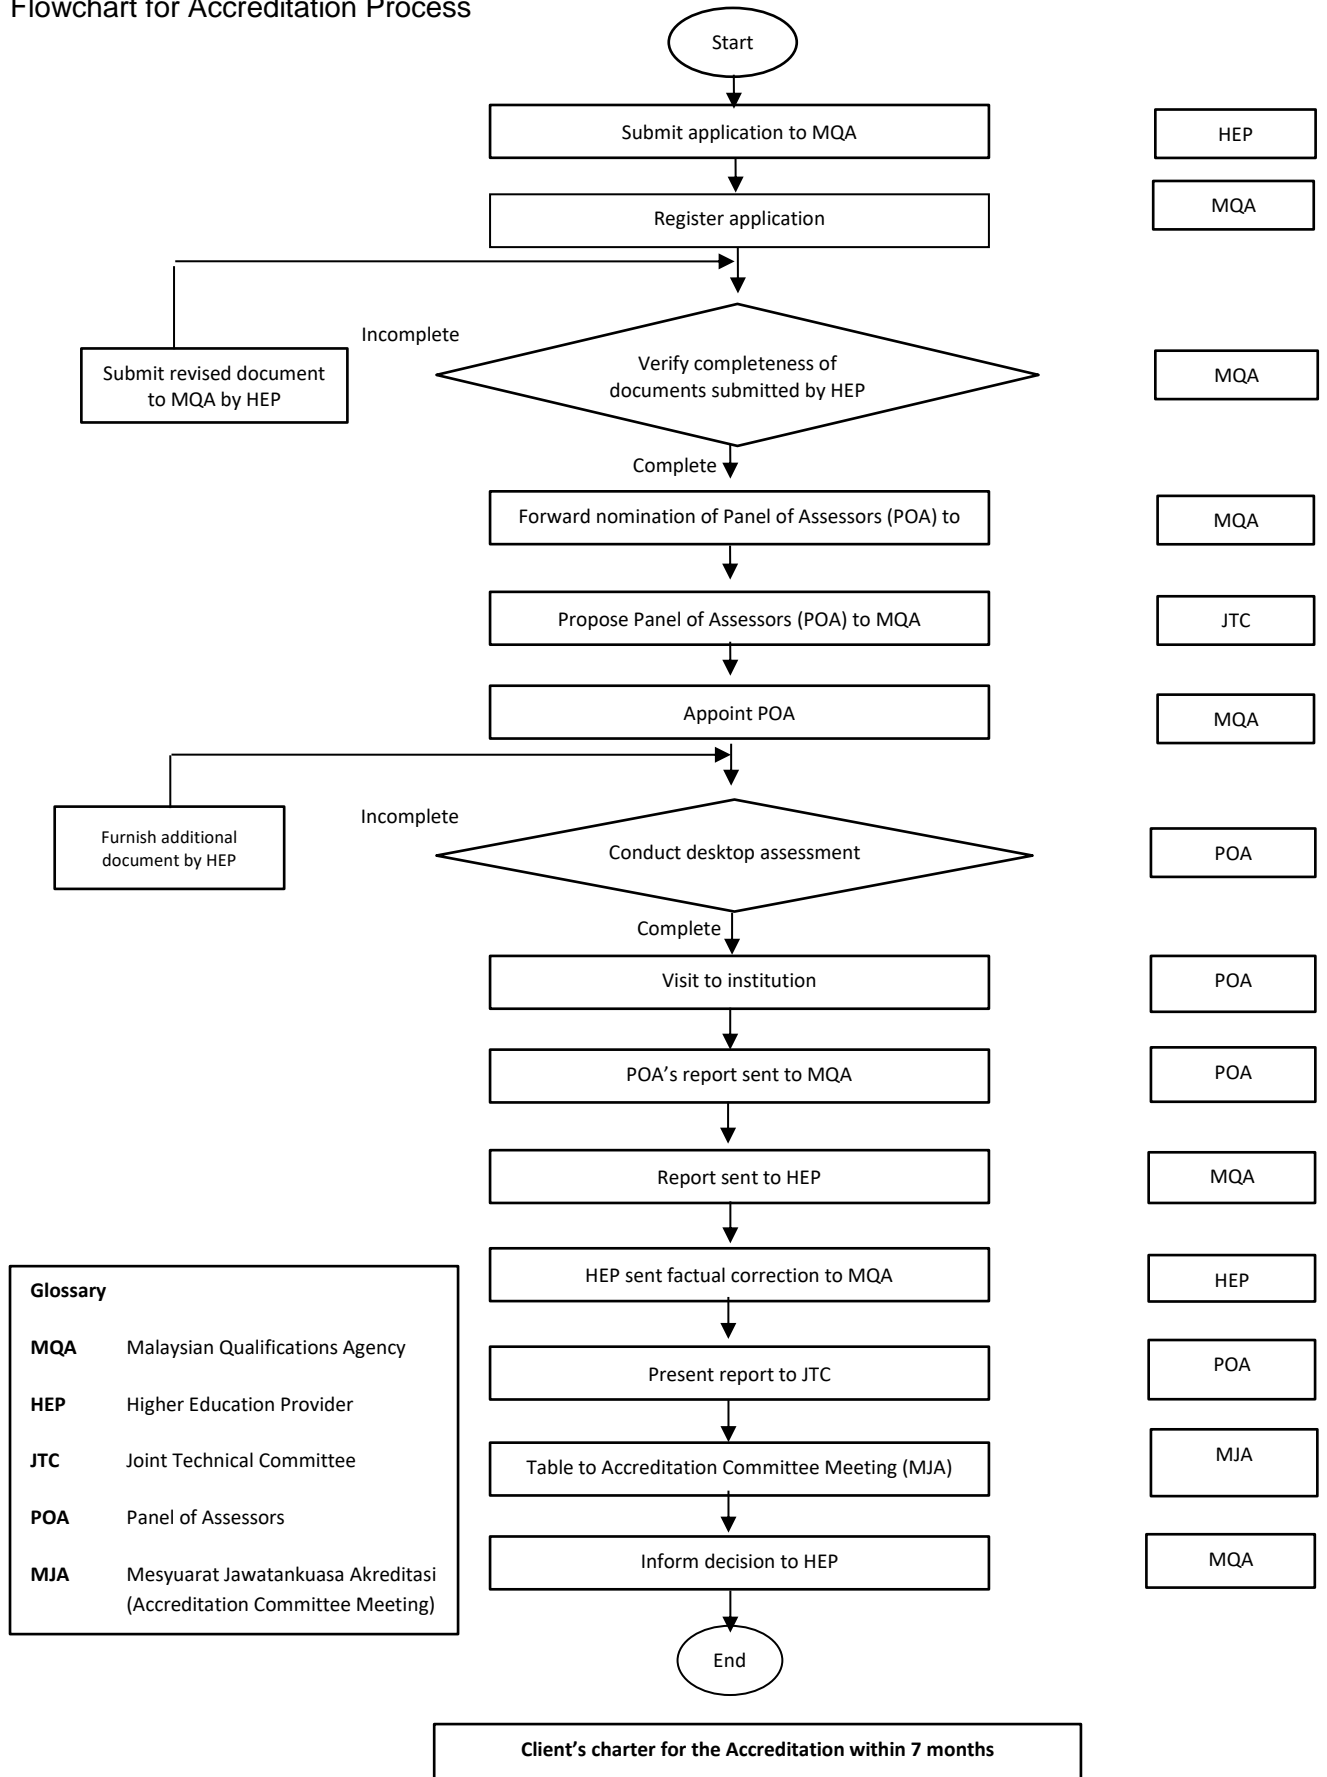 Flowchart for Accreditation Process
Start
Submit application to MQA
HEP
Register application
MQA
Incomplete
Submit revised document
to MQA by HEP
Verify completeness of
documents submitted by HEP
MQA
Complete
Forward nomination of Panel of Assessors (POA) to
MQA
Propose Panel of Assessors (POA) to MQA
JTC
Appoint POA
MQA
Incomplete
Furnish additional
document by HEP
Conduct desktop assessment
POA
Complete
Visit to institution
POA
POA’s report sent to MQA
POA
Report sent to HEP
MQA
HEP sent factual correction to MQA
HEP
Present report to JTC
POA
Table to Accreditation Committee Meeting (MJA)
MJA
Inform decision to HEP
MQA
End
Glossary
MQA Malaysian Qualifications Agency
HEP Higher Education Provider
JTC Joint Technical Committee
POA Panel of Assessors
MJA Mesyuarat Jawatankuasa Akreditasi
(Accreditation Committee Meeting)
Client’s charter for the Accreditation within 7 months